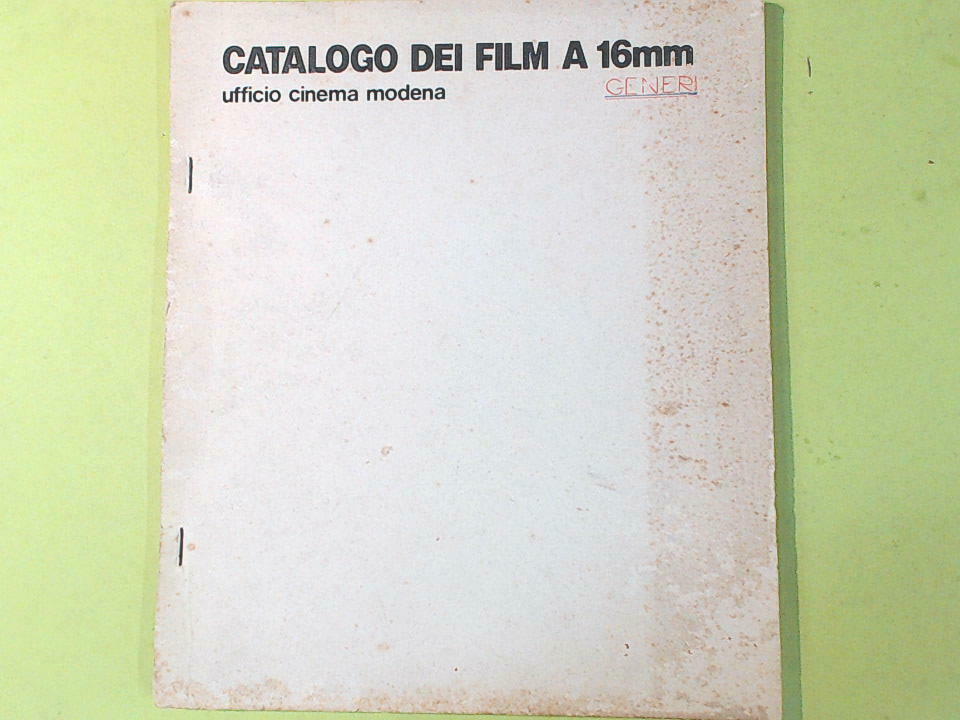 CATALOGO DEI FILM A 16mm
ufficio cinema modena
GENERI